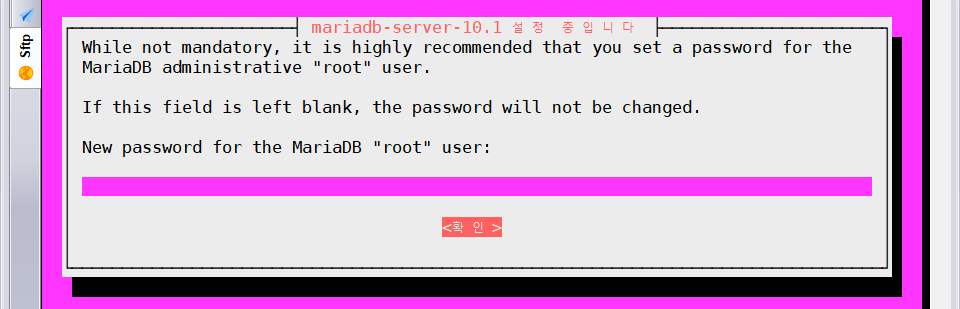 Sftp
mariadb-server-10.1 설정 중입니다
While not mandatory, it is highly recommended that you set a password for the
MariaDB administrative "root" user.
If this field is left blank, the password will not be changed.
New password for the MariaDB "root" user:
<확인>